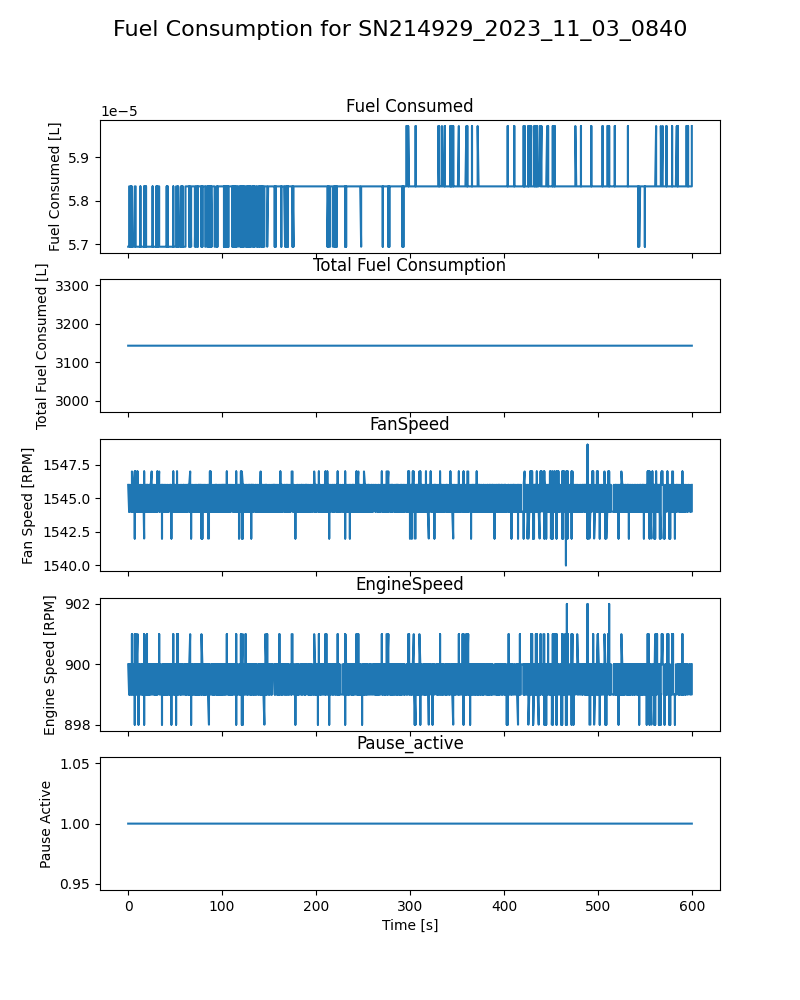 Fuel Consumption for SN214929_2023_11_03_0840
Fuel Consumed
1e−5
Fuel Consumed [L]
5.9
5.8
5.7
Total Fuel Consumption
Total Fuel Consumed [L]
3300
3200
3100
3000
FanSpeed
Fan Speed [RPM]
1547.5
1545.0
1542.5
1540.0
EngineSpeed
Engine Speed [RPM]
902
900
898
Pause_active
Pause Active
1.05
1.00
0.95
0 100 200 300 400 500 600
Time [s]